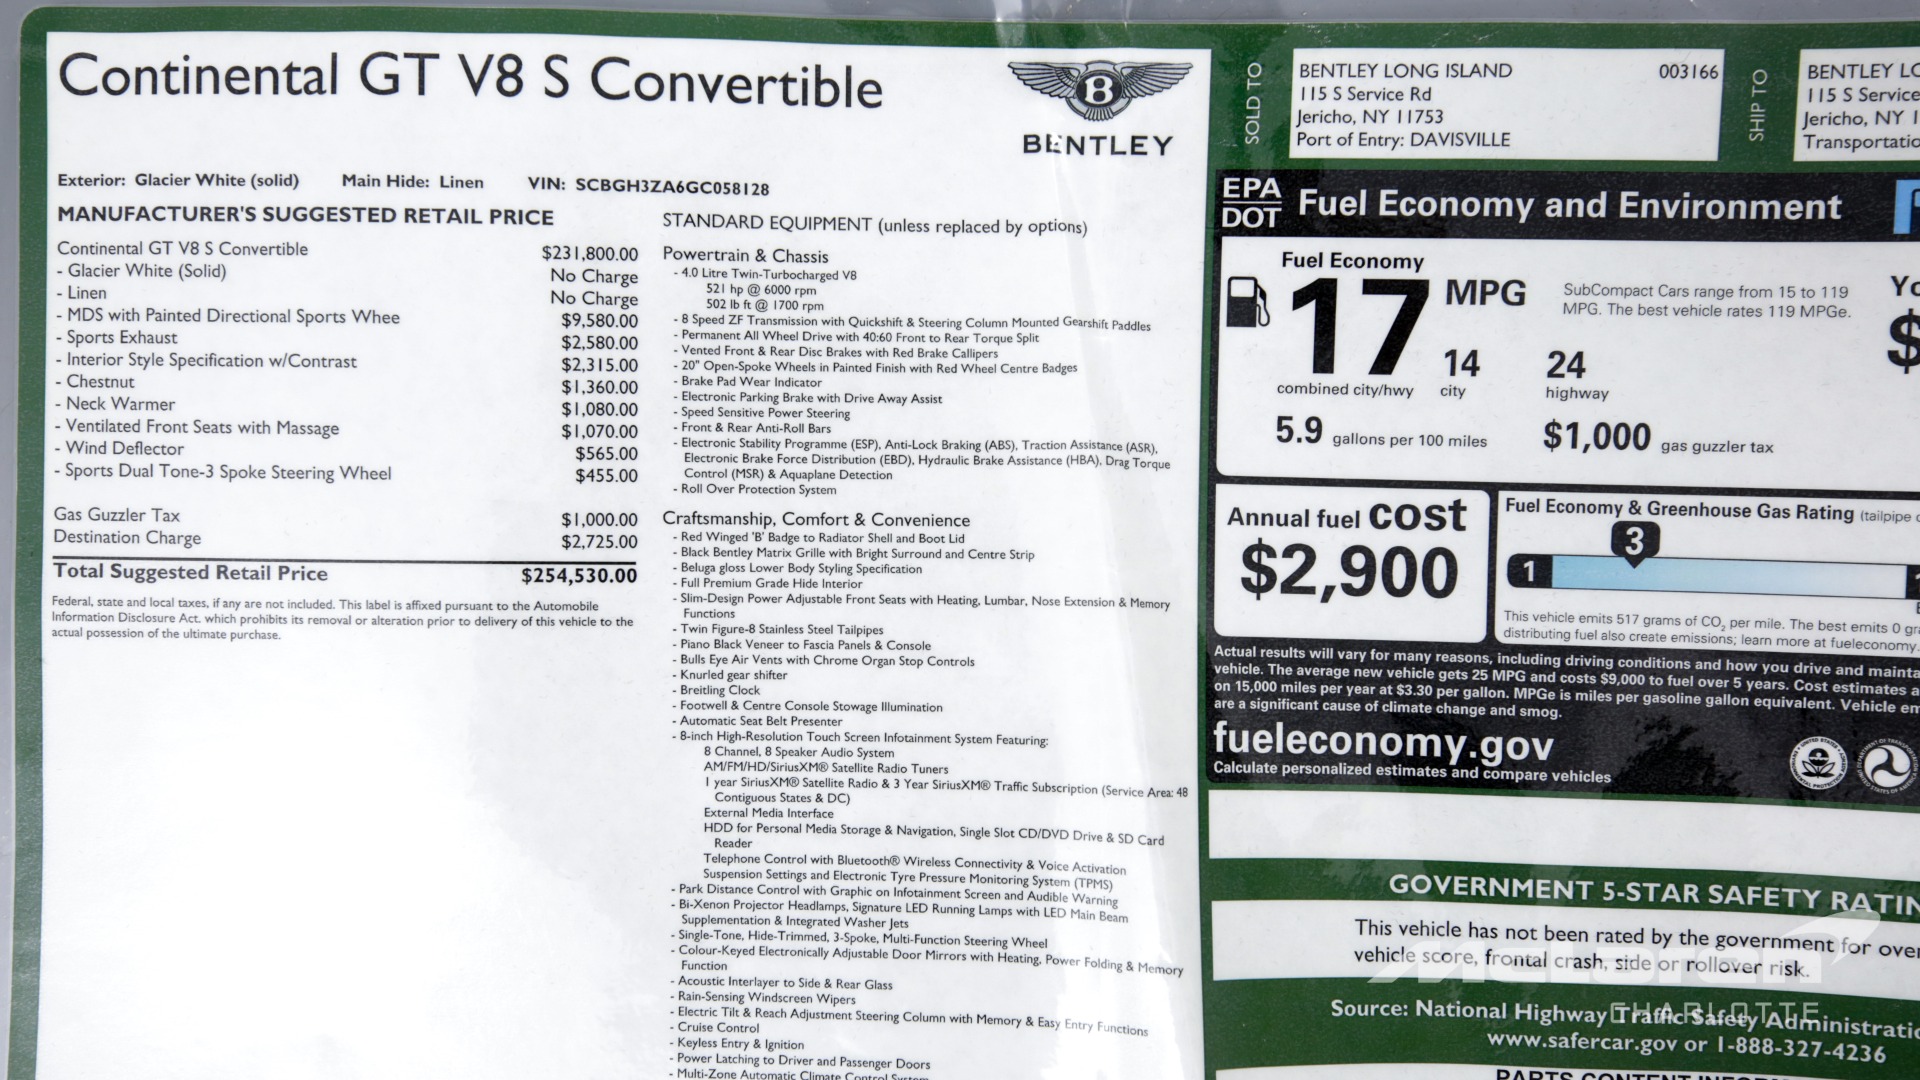 Continental GT V8 S Convertible
B
BENTLEY
Exterior: Glacier White (solid) Main Hide: Linen VIN: SCBGH3ZA6GC058128
MANUFACTURER'S SUGGESTED RETAIL PRICE
Continental GT V8 S Convertible $231,800.00
- Glacier White (Solid) No Charge
- Linen No Charge
- MDS with Painted Directional Sports Whee $9,580.00
- Sports Exhaust $2,580.00
- Interior Style Specification w/Contrast $2,315.00
- Chestnut $1,360.00
- Neck Warmer $1,080.00
- Ventilated Front Seats with Massage $1,070.00
- Wind Deflector $565.00
- Sports Dual Tone-3 Spoke Steering Wheel $455.00
Gas Guzzler Tax $1,000.00
Destination Charge $2,725.00
Total Suggested Retail Price $254,530.00
Federal, state and local taxes, if any are not included. This label is affixed pursuant to the Automobile
Information Disclosure Act. which prohibits its removal or alteration prior to delivery of this vehicle to the
actual possession of the ultimate purchase.
STANDARD EQUIPMENT (unless replaced by options)
Powertrain & Chassis
- 4.0 Litre Twin-Turbocharged V8
521 hp @ 6000 rpm
502 lb ft @ 1700 rpm
- 8 Speed ZF Transmission with Quickshift & Steering Column Mounted Gearshift Paddles
- Permanent All Wheel Drive with 40:60 Front to Rear Torque Split
- Vented Front & Rear Disc Brakes with Red Brake Callipers
- 20" Open-Spoke Wheels in Painted Finish with Red Wheel Centre Badges
- Brake Pad Wear Indicator
- Electronic Parking Brake with Drive Away Assist
- Speed Sensitive Power Steering
- Front & Rear Anti-Roll Bars
- Electronic Stability Programme (ESP), Anti-Lock Braking (ABS), Traction Assistance (ASR),
Electronic Brake Force Distribution (EBD), Hydraulic Brake Assistance (HBA), Drag Torque
Control (MSR) & Aquaplane Detection
- Roll Over Protection System
Craftsmanship, Comfort & Convenience
- Red Winged 'B' Badge to Radiator Shell and Boot Lid
- Black Bentley Matrix Grille with Bright Surround and Centre Strip
- Beluga gloss Lower Body Styling Specification
- Full Premium Grade Hide Interior
- Slim-Design Power Adjustable Front Seats with Heating, Lumbar, Nose Extension & Memory
Functions
- Twin Figure-8 Stainless Steel Tailpipes
- Piano Black Veneer to Fascia Panels & Console
- Bulls Eye Air Vents with Chrome Organ Stop Controls
- Knurled gear shifter
- Breitling Clock
- Footwell & Centre Console Stowage Illumination
- Automatic Seat Belt Presenter
- 8-inch High-Resolution Touch Screen Infotainment System Featuring:
8 Channel, 8 Speaker Audio System
AM/FM/HD/SiriusXM® Satellite Radio Tuners
1 year SiriusXM® Satellite Radio & 3 Year SiriusXM® Traffic Subscription (Service Area: 48
Contiguous States & DC)
External Media Interface
HDD for Personal Media Storage & Navigation, Single Slot CD/DVD Drive & SD Card
Reader
Telephone Control with Bluetooth® Wireless Connectivity & Voice Activation
Suspension Settings and Electronic Tyre Pressure Monitoring System (TPMS)
- Park Distance Control with Graphic on Infotainment Screen and Audible Warning
- Bi-Xenon Projector Headlamps, Signature LED Running Lamps with LED Main Beam
Supplementation & Integrated Washer Jets
- Single-Tone, Hide-Trimmed, 3-Spoke, Multi-Function Steering Wheel
- Colour-Keyed Electronically Adjustable Door Mirrors with Heating, Power Folding & Memory
Function
- Acoustic Interlayer to Side & Rear Glass
- Rain-Sensing Windscreen Wipers
- Electric Tilt & Reach Adjustment Steering Column with Memory & Easy Entry Functions
- Cruise Control
- Keyless Entry & Ignition
- Power Latching to Driver and Passenger Doors
- Multi-Zone Automatic Climate Control System
SOLD TO
BENTLEY LONG ISLAND 003166
115 S Service Rd
Jericho, NY 11753
Port of Entry: DAVISVILLE
SHIP TO
BENTLEY LO
115 S Service
Jericho, NY 1
Transportatio
EPA
DOT
Fuel Economy and Environment
Fuel Economy
17 MPG
combined city/hwy
14
city
24
highway
SubCompact Cars range from 15 to 119
MPG. The best vehicle rates 119 MPGe.
5.9 gallons per 100 miles
$1,000 gas guzzler tax
Yo
$
Annual fuel cost
$2,900
Fuel Economy & Greenhouse Gas Rating (tailpipe o
3
1
This vehicle emits 517 grams of CO2 per mile. The best emits 0 gra
distributing fuel also create emissions; learn more at fueleconomy.
Actual results will vary for many reasons, including driving conditions and how you drive and mainta
vehicle. The average new vehicle gets 25 MPG and costs $9,000 to fuel over 5 years. Cost estimates a
on 15,000 miles per year at $3.30 per gallon. MPGe is miles per gasoline gallon equivalent. Vehicle em
are a significant cause of climate change and smog.
fueleconomy.gov
Calculate personalized estimates and compare vehicles
GOVERNMENT 5-STAR SAFETY RATIN
This vehicle has not been rated by the government for over
vehicle score, frontal crash, side or rollover risk.
McLaren
CHARLOTTE
Source: National Highway Traffic Safety Administratio
www.safercar.gov or 1-888-327-4236
PARTS CONTENT INFOR